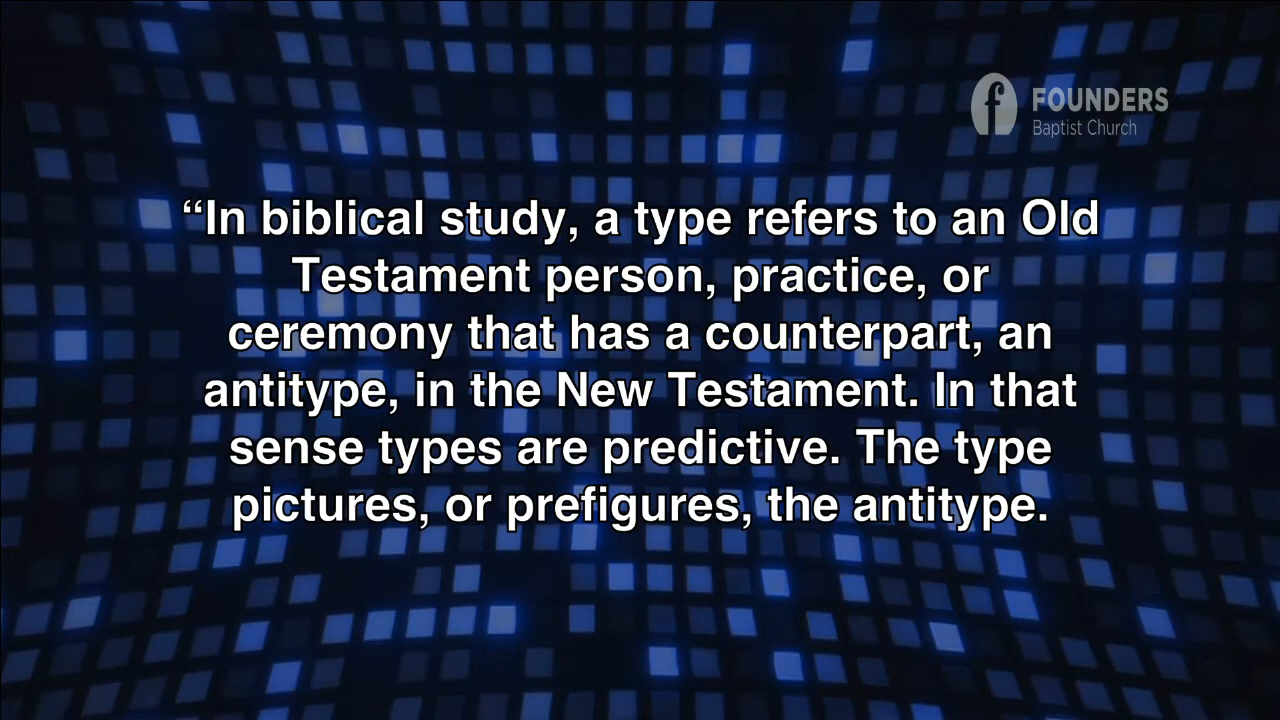 FOUNDERS
Baptist Church
“In biblical study, a type refers to an Old
Testament person, practice, or
ceremony that has a counterpart, an
antitype, in the New Testament. In that
sense types are predictive. The type
pictures, or prefigures, the antitype.